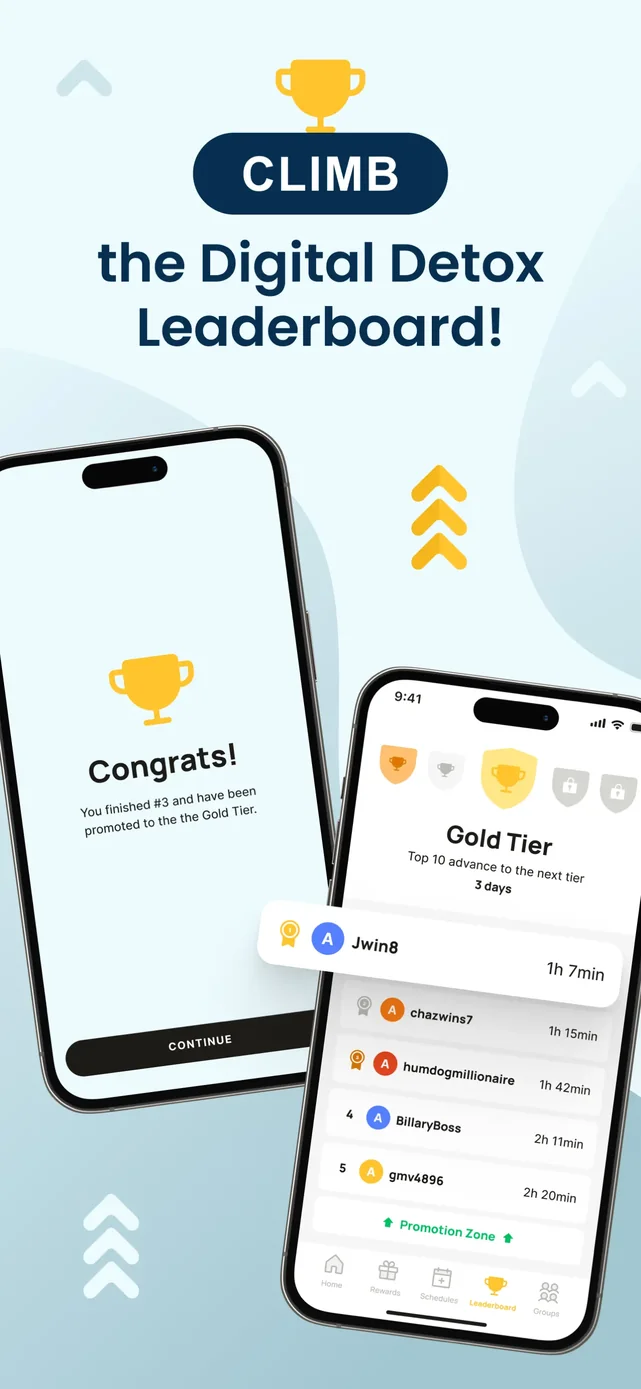 CLIMB
the Digital Detox
Leaderboard!
Congrats!
You finished #3 and have been
promoted to the the Gold Tier.
CONTINUE
9:41
Gold Tier
Top 10 advance to the next tier
3 days
A Jwin8 1h 7min
A chazwins7 1h 15min
A humdogmillionaire 1h 42min
4 A BillaryBoss 2h 11min
5 A gmv4896 2h 20min
Promotion Zone
Home Rewards Schedules Leaderboard Groups